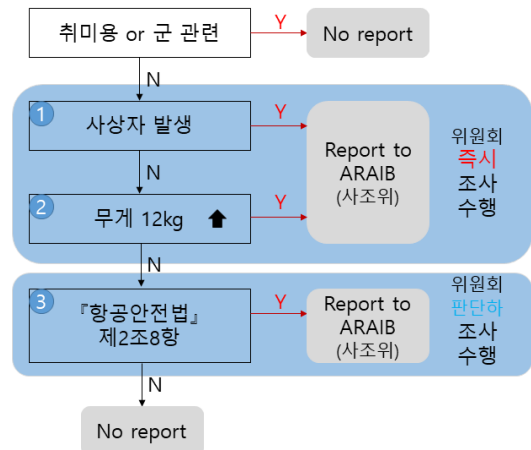 취미용 or 군 관련
Y
No report
N
1
사상자 발생
Y
Report to
ARAIB
(사조위)
위원회
즉시
조사
수행
N
2
무게 12kg
Y
N
3
『항공안전법』
제2조8항
Y
Report to
ARAIB
(사조위)
위원회
판단하
조사
수행
N
No report